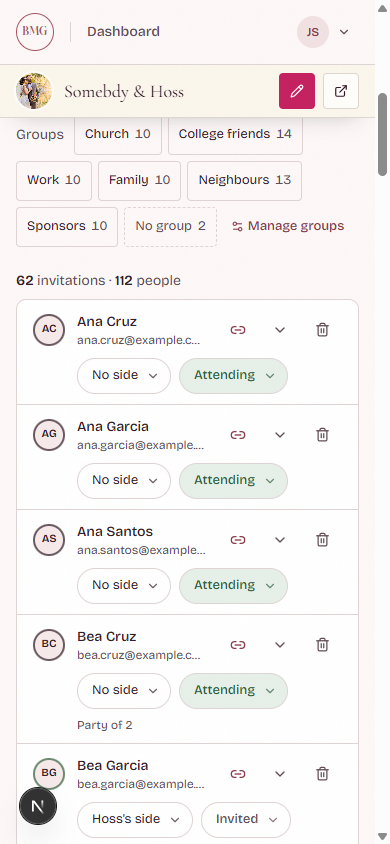 BMG Dashboard JS
Somebdy & Hoss
Groups Church 10 College friends 14
Work 10 Family 10 Neighbours 13
Sponsors 10 No group 2 Manage groups
62 invitations · 112 people
AC Ana Cruz
ana.cruz@example.c...
No side Attending
AG Ana Garcia
ana.garcia@example....
No side Attending
AS Ana Santos
ana.santos@example...
No side Attending
BC Bea Cruz
bea.cruz@example.c...
No side Attending
Party of 2
BG Bea Garcia
bea.garcia@example....
N
Hoss's side Invited